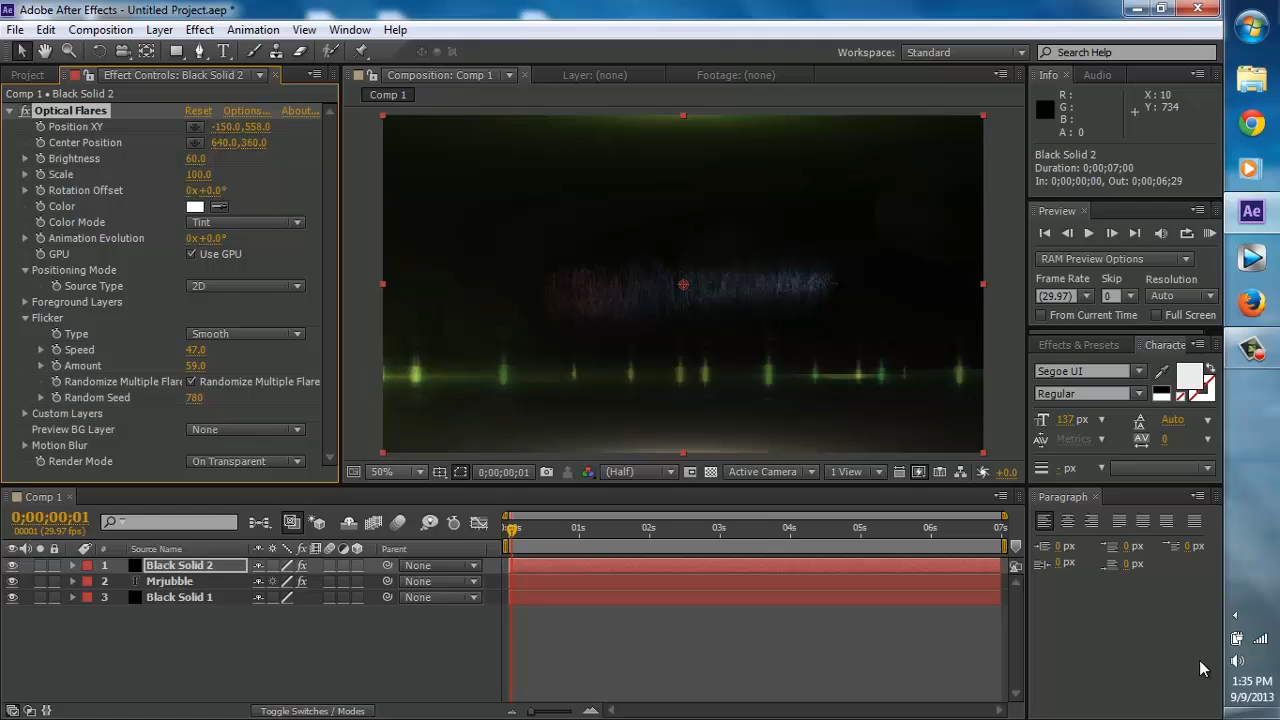 Adobe After Effects - Untitled Project.aep *
File Edit Composition Layer Effect Animation View Window Help
Workspace: Standard Search Help
Project Effect Controls: Black Solid 2 Composition: Comp 1 Layer: (none) Footage: (none) Info Audio
Comp 1 • Black Solid 2
Comp 1
Optical Flares Reset Options... About...
Position XY -150.0,558.0
Center Position 640.0,360.0
Brightness 60.0
Scale 100.0
Rotation Offset 0x+0.0°
Color
Color Mode Tint
Animation Evolution 0x+0.0°
GPU Use GPU
Positioning Mode
Source Type 2D
Foreground Layers
Flicker
Type Smooth
Speed 47.0
Amount 59.0
Randomize Multiple Flare Randomize Multiple Flares
Random Seed 780
Custom Layers
Preview BG Layer None
Motion Blur
Render Mode On Transparent
50% 0;00;00;01 (Half) Active Camera 1 View +0.0
R: X: 10
G: Y: 734
B:
A: 0
Black Solid 2
Duration: 0;00;07;00
In: 0;00;00;00, Out: 0;00;06;29
Preview
RAM Preview Options
Frame Rate Skip Resolution
(29.97) 0 Auto
From Current Time Full Screen
Effects & Presets Characte
Segoe UI
Regular
137 px Auto
Metrics 0
- px
Paragraph
0 px 0 px 0 px
0 px 0 px
Comp 1
0;00;00;01
00001 (29.97 fps)
01s 02s 03s 04s 05s 06s 07s
# Source Name Parent
1 Black Solid 2 None
2 Mrjubble None
3 Black Solid 1 None
Toggle Switches / Modes
1:35 PM
9/9/2013